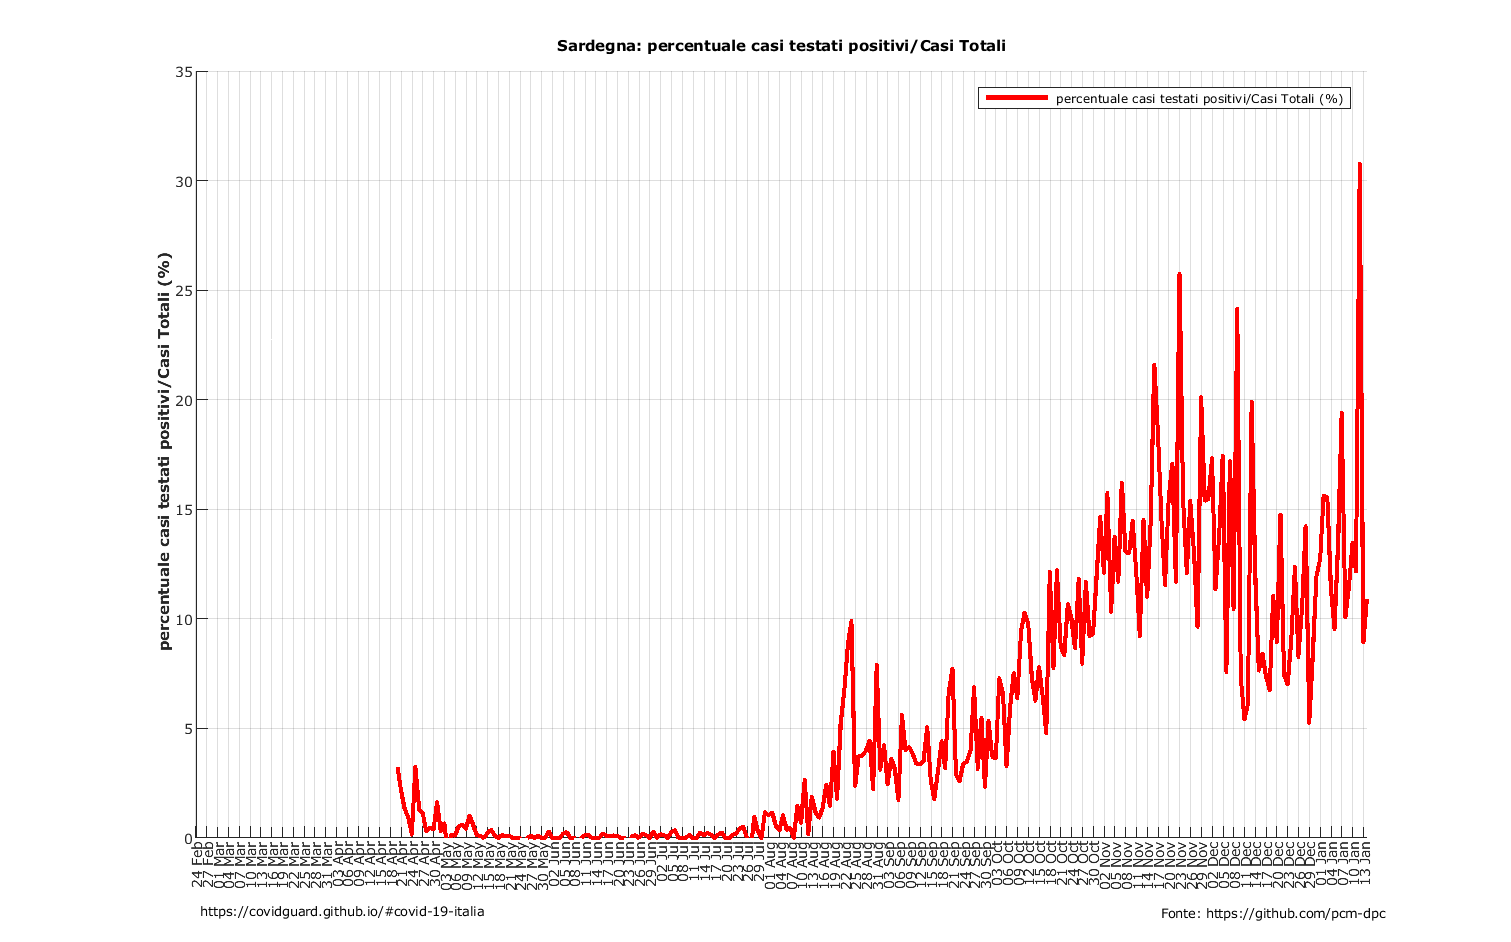 Sardegna: percentuale casi testati positivi/Casi Totali
percentuale casi testati positivi/Casi Totali (%)
percentuale casi testati positivi/Casi Totali (%)
35
30
25
20
15
10
5
0
24 Feb
27 Feb
01 Mar
04 Mar
07 Mar
10 Mar
13 Mar
16 Mar
19 Mar
22 Mar
25 Mar
28 Mar
31 Mar
03 Apr
06 Apr
09 Apr
12 Apr
15 Apr
18 Apr
21 Apr
24 Apr
27 Apr
30 Apr
03 May
06 May
09 May
12 May
15 May
18 May
21 May
24 May
27 May
30 May
02 Jun
05 Jun
08 Jun
11 Jun
14 Jun
17 Jun
20 Jun
23 Jun
26 Jun
29 Jun
02 Jul
05 Jul
08 Jul
11 Jul
14 Jul
17 Jul
20 Jul
23 Jul
26 Jul
29 Jul
01 Aug
04 Aug
07 Aug
10 Aug
13 Aug
16 Aug
19 Aug
22 Aug
25 Aug
28 Aug
31 Aug
03 Sep
06 Sep
09 Sep
12 Sep
15 Sep
18 Sep
21 Sep
24 Sep
27 Sep
30 Sep
03 Oct
06 Oct
09 Oct
12 Oct
15 Oct
18 Oct
21 Oct
24 Oct
27 Oct
30 Oct
02 Nov
05 Nov
08 Nov
11 Nov
14 Nov
17 Nov
20 Nov
23 Nov
26 Nov
29 Nov
02 Dec
05 Dec
08 Dec
11 Dec
14 Dec
17 Dec
20 Dec
23 Dec
26 Dec
29 Dec
01 Jan
04 Jan
07 Jan
10 Jan
13 Jan
https://covidguard.github.io/#covid-19-italia
Fonte: https://github.com/pcm-dpc